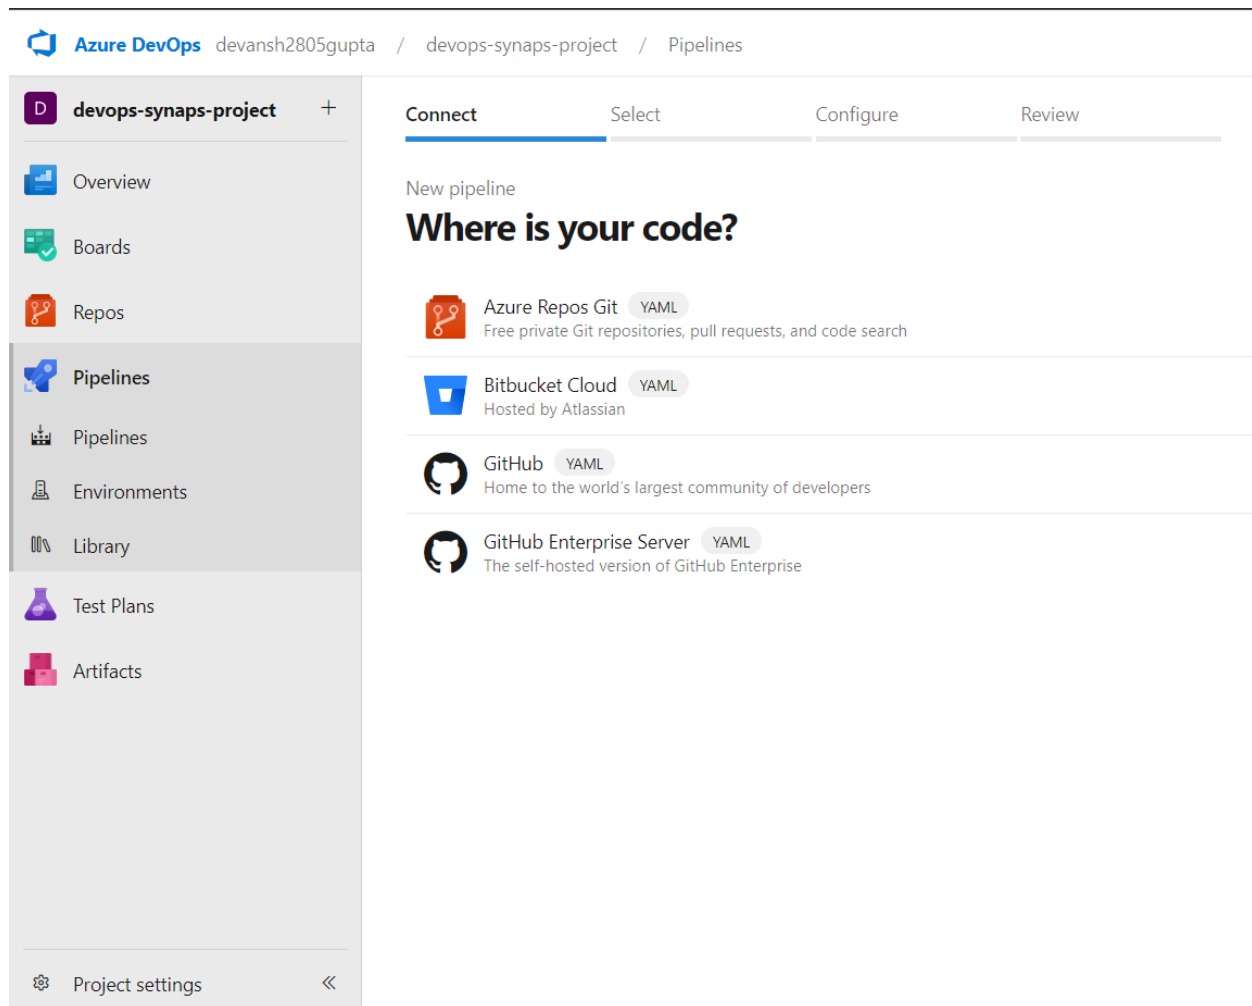 Azure DevOps devansh2805gupta / devops-synaps-project / Pipelines
D devops-synaps-project +
Overview
Boards
Repos
Pipelines
Pipelines
Environments
Library
Test Plans
Artifacts
Project settings
Connect Select Configure Review
New pipeline
Where is your code?
Azure Repos Git YAML
Free private Git repositories, pull requests, and code search
Bitbucket Cloud YAML
Hosted by Atlassian
GitHub YAML
Home to the world's largest community of developers
GitHub Enterprise Server YAML
The self-hosted version of GitHub Enterprise